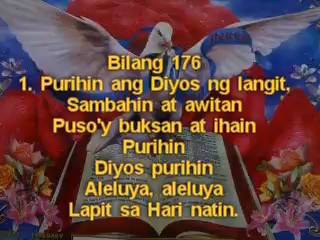 Bilang 176
1. Purihin ang Diyos ng langit,
Sambahin at awitan
Puso'y buksan at ihain
Purihin
Diyos purihin
Aleluya, aleluya
Lapit sa Hari natin.